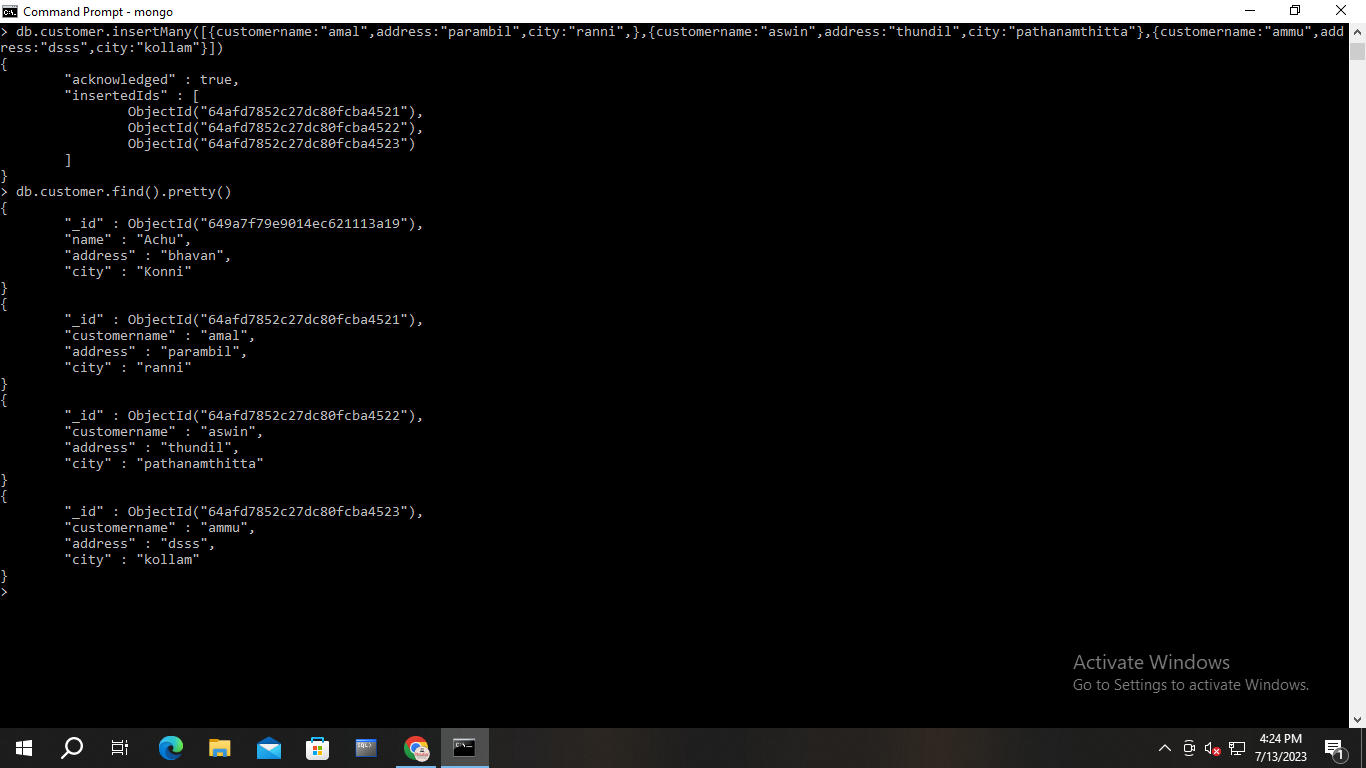 Command Prompt - mongo
> db.customer.insertMany([{customername:"amal",address:"parambil",city:"ranni",},{customername:"aswin",address:"thundil",city:"pathanamthitta"},{customername:"ammu",add
ress:"dsss",city:"kollam"}])
{
        "acknowledged" : true,
        "insertedIds" : [
                ObjectId("64afd7852c27dc80fcba4521"),
                ObjectId("64afd7852c27dc80fcba4522"),
                ObjectId("64afd7852c27dc80fcba4523")
        ]
}
> db.customer.find().pretty()
{
        "_id" : ObjectId("649a7f79e9014ec621113a19"),
        "name" : "Achu",
        "address" : "bhavan",
        "city" : "Konni"
}
{
        "_id" : ObjectId("64afd7852c27dc80fcba4521"),
        "customername" : "amal",
        "address" : "parambil",
        "city" : "ranni"
}
{
        "_id" : ObjectId("64afd7852c27dc80fcba4522"),
        "customername" : "aswin",
        "address" : "thundil",
        "city" : "pathanamthitta"
}
{
        "_id" : ObjectId("64afd7852c27dc80fcba4523"),
        "customername" : "ammu",
        "address" : "dsss",
        "city" : "kollam"
}
>
Activate Windows
Go to Settings to activate Windows.
4:24 PM
7/13/2023
1